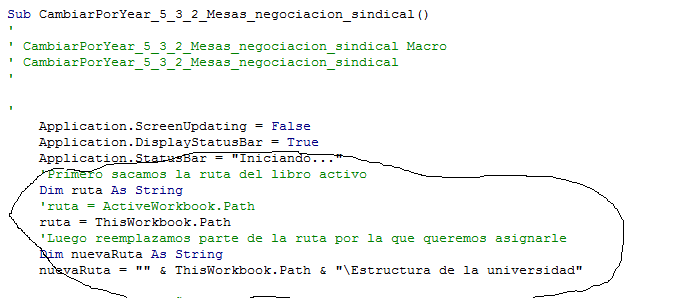 Sub CambiarPorYear_5_3_2_Mesas_negociacion_sindical()
'
' CambiarPorYear_5_3_2_Mesas_negociacion_sindical Macro
' CambiarPorYear_5_3_2_Mesas_negociacion_sindical
'
'
Application.ScreenUpdating = False
Application.DisplayStatusBar = True
Application.StatusBar = "Iniciando..."
'Primero sacamos la ruta del libro activo
Dim ruta As String
'ruta = ActiveWorkbook.Path
ruta = ThisWorkbook.Path
'Luego reemplazamos parte de la ruta por la que queremos asignarle
Dim nuevaRuta As String
nuevaRuta = "" & ThisWorkbook.Path & "\Estructura de la universidad"